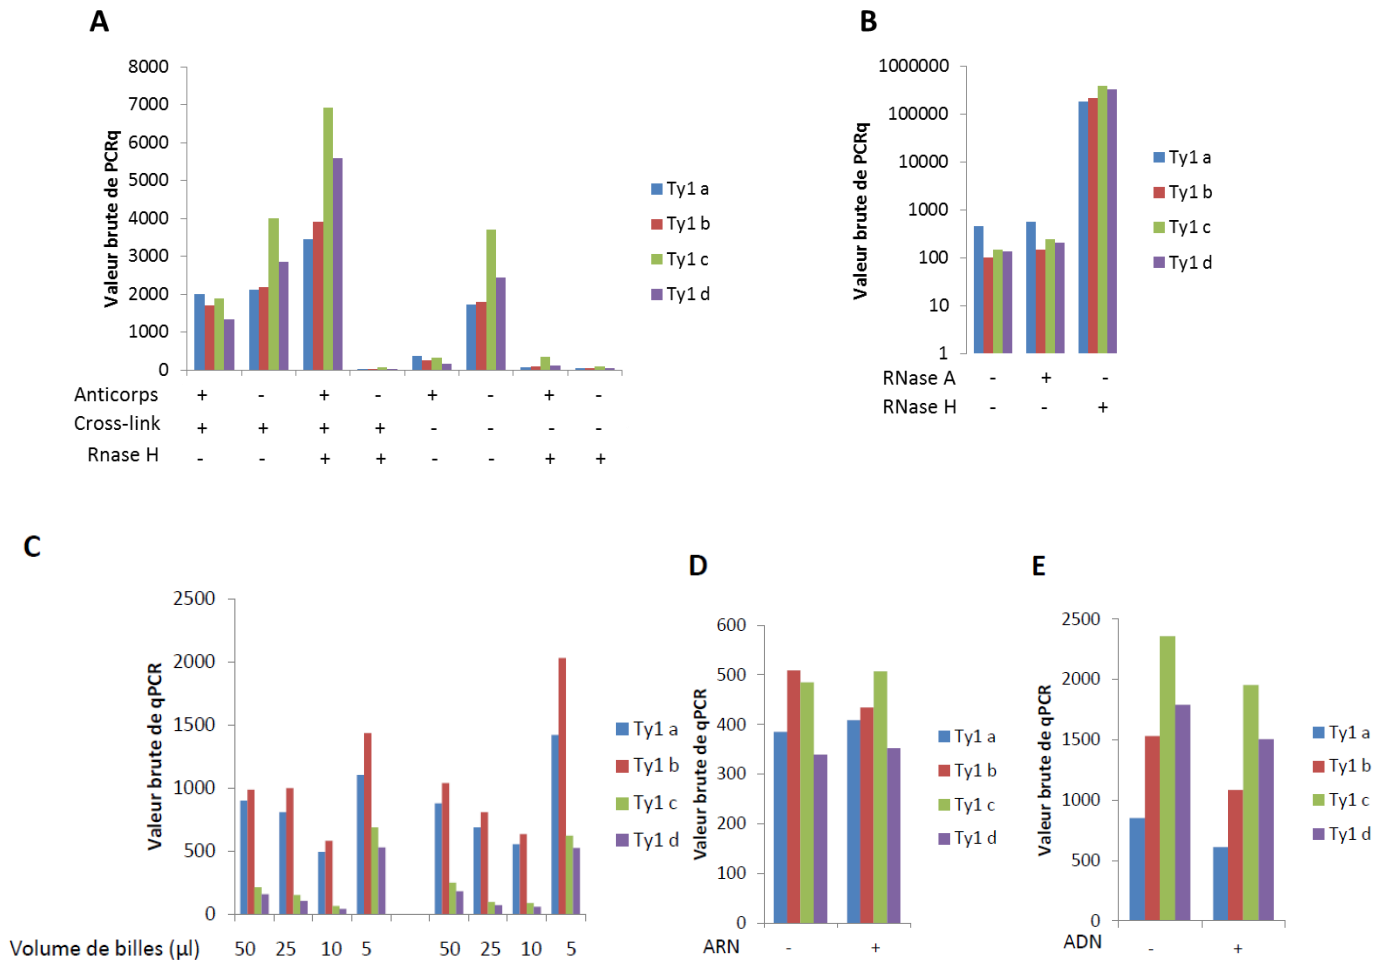 A
8000
7000
6000
5000
4000
3000
2000
1000
0
Valeur brute de PCRq
Ty1 a
Ty1 b
Ty1 c
Ty1 d
Anticorps + - + - + - + -
Cross-link + + + + - - - -
Rnase H - - + + - - + +
B
1000000
100000
10000
1000
100
10
1
Valeur brute de PCRq
Ty1 a
Ty1 b
Ty1 c
Ty1 d
RNase A - + -
RNase H - - +
C
2500
2000
1500
1000
500
0
Valeur brute de qPCR
Ty1 a
Ty1 b
Ty1 c
Ty1 d
Volume de billes (µl) 50 25 10 5 50 25 10 5
D
600
500
400
300
200
100
0
Valeur brute de qPCR
Ty1 a
Ty1 b
Ty1 c
Ty1 d
ARN - +
E
2500
2000
1500
1000
500
0
Valeur brute de qPCR
Ty1 a
Ty1 b
Ty1 c
Ty1 d
ADN - +